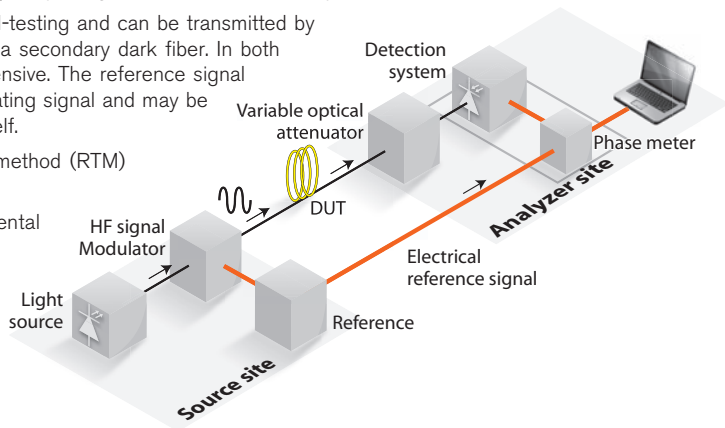 l-testing and can be transmitted by
a secondary dark fiber. In both
ensive. The reference signal
ating signal and may be
elf.
method (RTM)
ental
Detection
system
Variable optical
attenuator
Phase meter
Analyzer site
DUT
HF signal
Modulator
Electrical
reference signal
Light
source
Reference
Source site